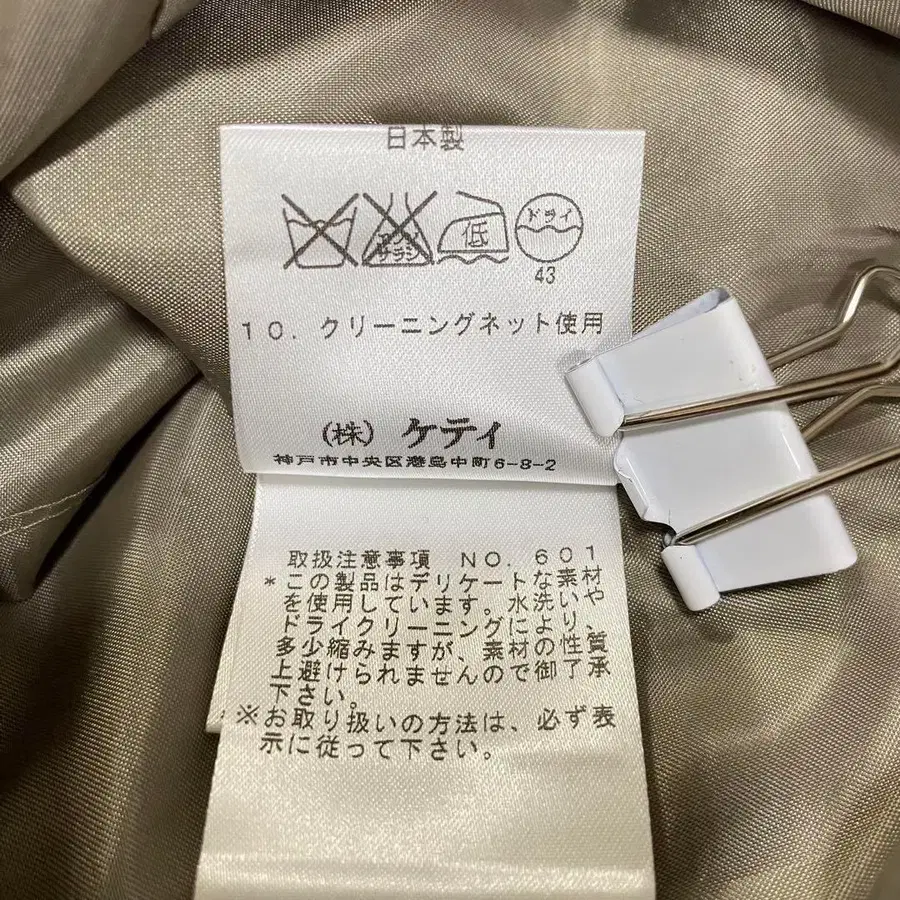 日本製
エンソ
サラシ
低
ドライ
43
10. クリーニングネット使用
(株) ケティ
神戸市中央区港島中町6-8-2
取扱注意事項 NO. 601
*この製品はデリケートな素材
を使用しています。水洗いや
ドライクリーニングにより、
多少縮みますが、素材の性質
上避けられませんので御了承
下さい。
※お取り扱いの方法は、必ず表
示に従って下さい。